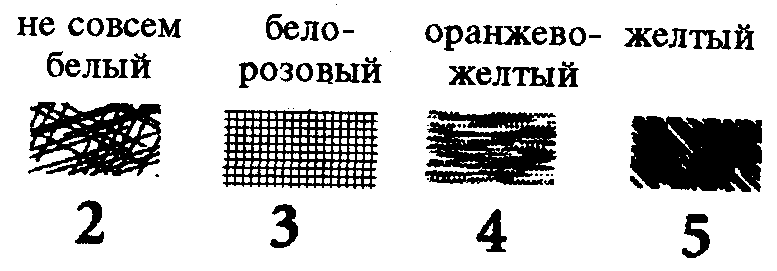 не совсем белый
бело-розовый
оранжево-желтый
желтый
2 3 4 5